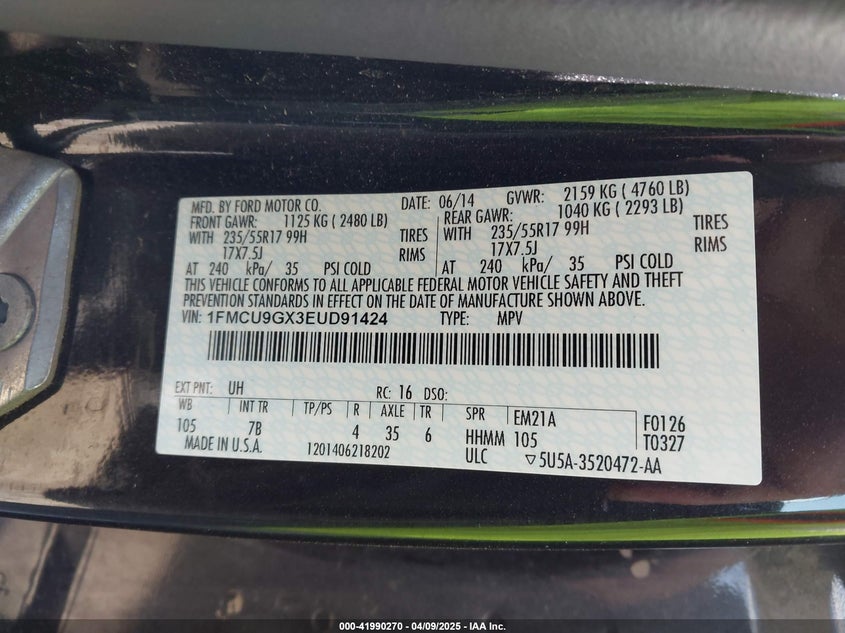 MFD. BY FORD MOTOR CO. DATE: 06/14 GVWR: 2159 KG ( 4760 LB)
FRONT GAWR: 1125 KG ( 2480 LB) REAR GAWR: 1040 KG ( 2293 LB)
WITH 235/55R17 99H TIRES WITH 235/55R17 99H TIRES
17X7.5J RIMS 17X7.5J RIMS
AT 240 kPa/ 35 PSI COLD AT 240 kPa/ 35 PSI COLD
THIS VEHICLE CONFORMS TO ALL APPLICABLE FEDERAL MOTOR VEHICLE SAFETY AND THEFT
PREVENTION STANDARDS IN EFFECT ON THE DATE OF MANUFACTURE SHOWN ABOVE.
VIN: 1FMCU9GX3EUD91424 TYPE: MPV
EXT PNT: UH RC: 16 DSO:
WB INT TR TP/PS R AXLE TR SPR EM21A F0126
105 7B 4 35 6 HHMM 105 T0327
MADE IN U.S.A. 1201406218202 ULC ▽5U5A-3520472-AA
000-41990270 | 04/09/2025 - IAA Inc.